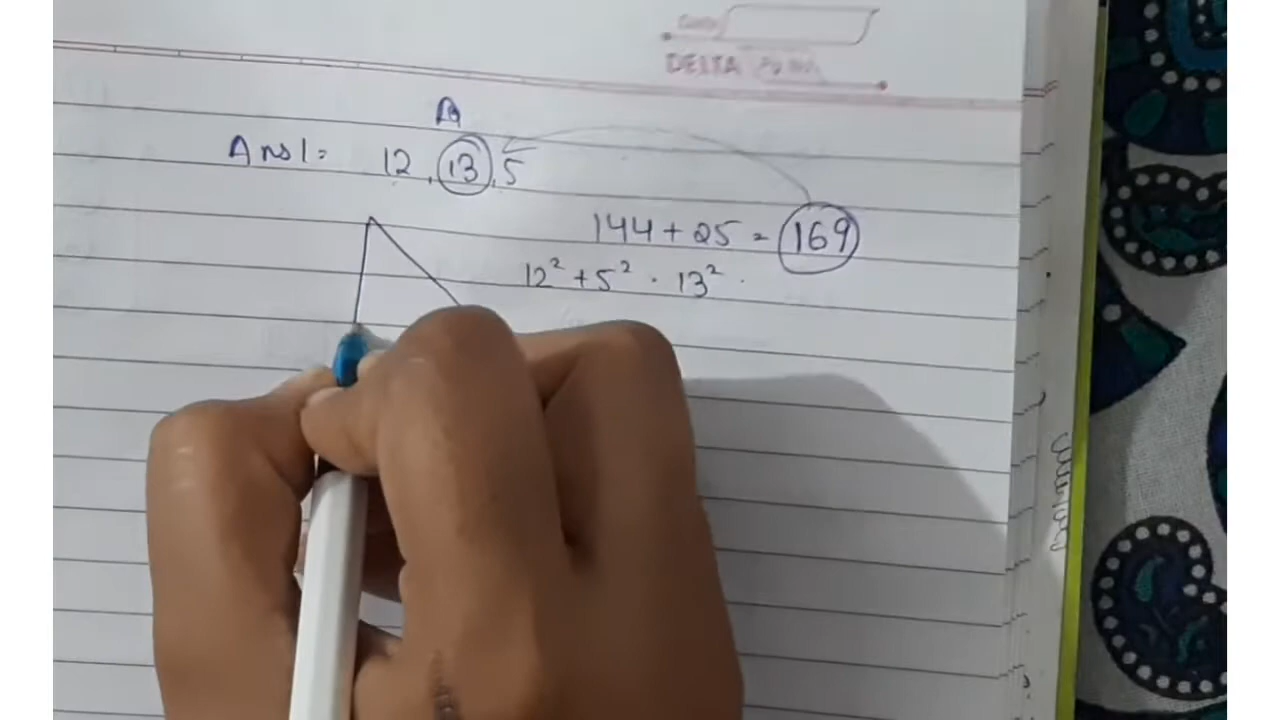 DELTA
Ans1= 12, 13, 5
144 + 25 = 169
12² + 5² · 13² ·